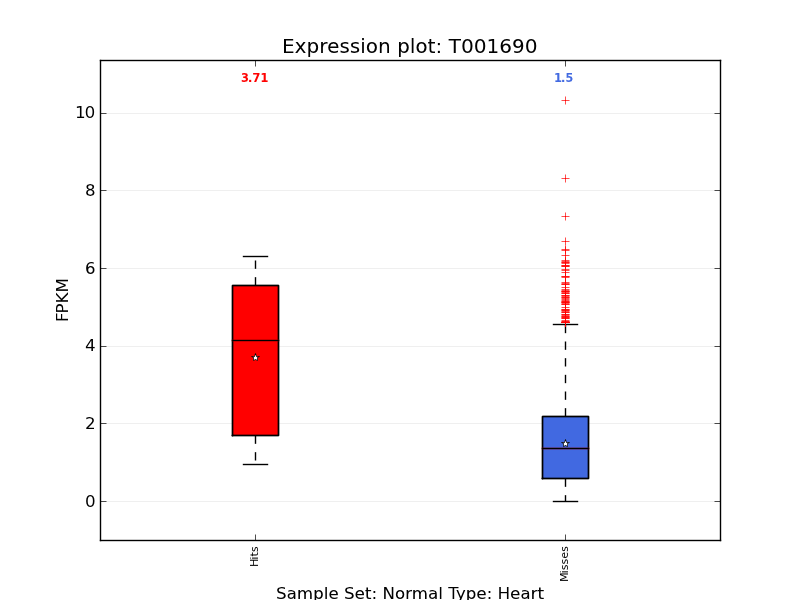 Expression plot: T001690
3.71
1.5
10
8
6
4
2
0
FPKM
Hits
Misses
Sample Set: Normal Type: Heart